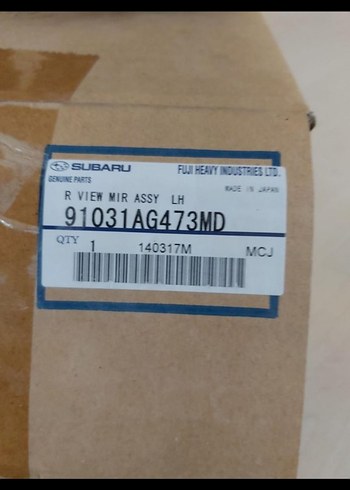 SUBARU FUJI HEAVY INDUSTRIES LTD.
GENUINE PARTS MADE IN JAPAN
R VIEW MIR ASSY LH
91031AG473MD
QTY 1 140317M MCJ